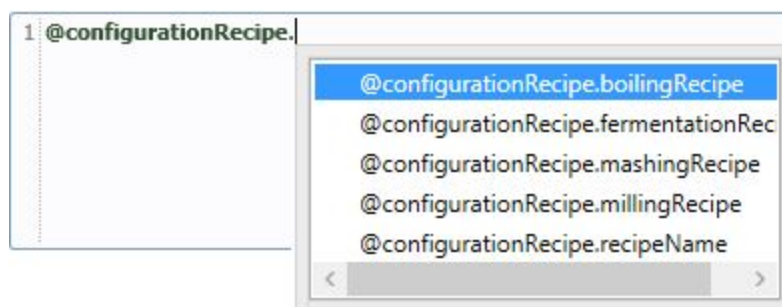 1 @configurationRecipe.
@configurationRecipe.boilingRecipe
@configurationRecipe.fermentationRec
@configurationRecipe.mashingRecipe
@configurationRecipe.millingRecipe
@configurationRecipe.recipeName